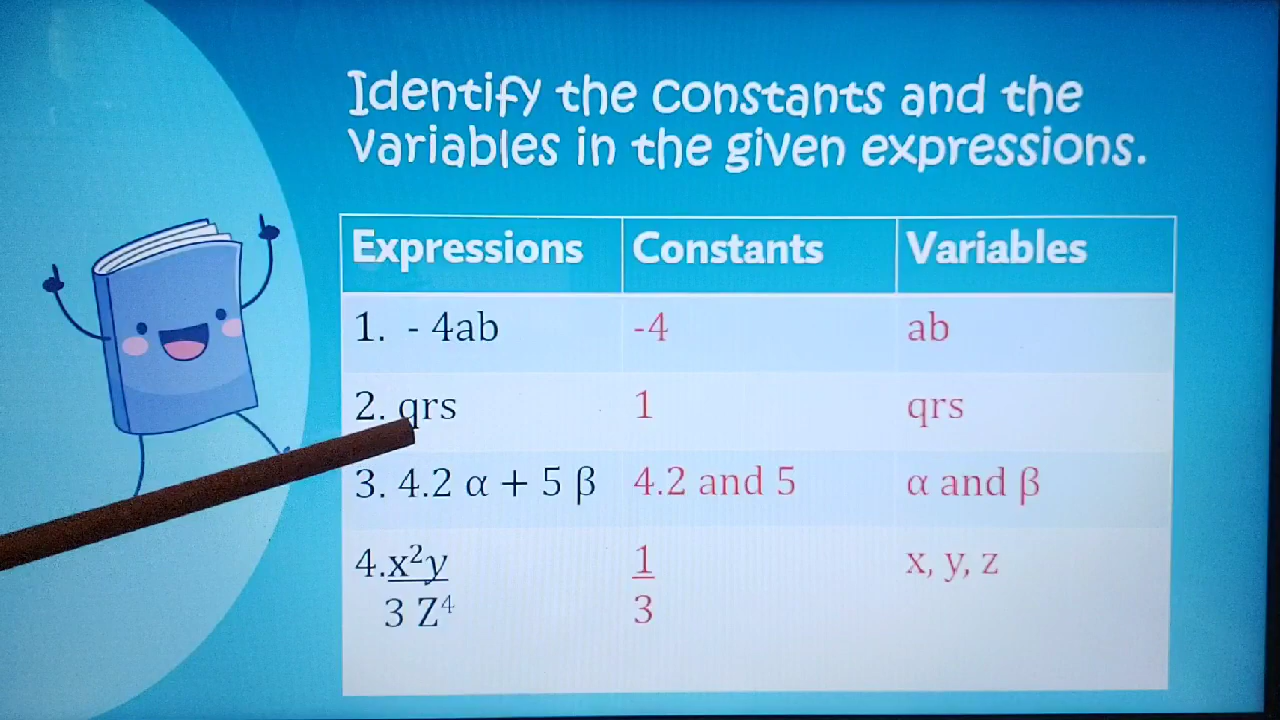 Identify the constants and the
variables in the given expressions.
Expressions Constants Variables
1. - 4ab -4 ab
2. qrs 1 qrs
3. 4.2 α + 5 β 4.2 and 5 α and β
4. x²y 1 x, y, z
3 Z⁴ 3